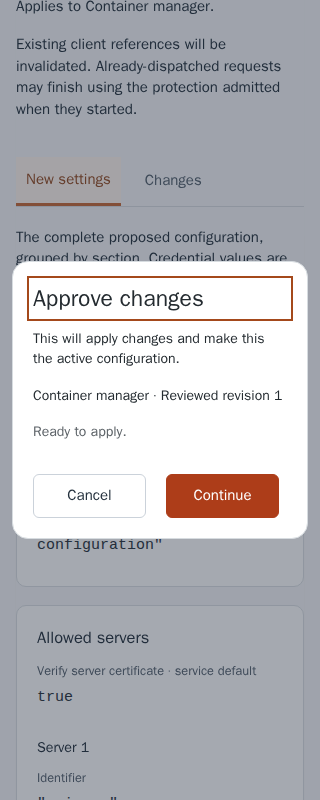 Applies to Container manager.
Existing client references will be
invalidated. Already-dispatched requests
may finish using the protection admitted
when they started.
New settings
Changes
The complete proposed configuration,
grouped by section. Credential values are
Approve changes
This will apply changes and make this
the active configuration.
Container manager · Reviewed revision 1
Ready to apply.
Cancel
Continue
configuration"
Allowed servers
Verify server certificate · service default
true
Server 1
Identifier